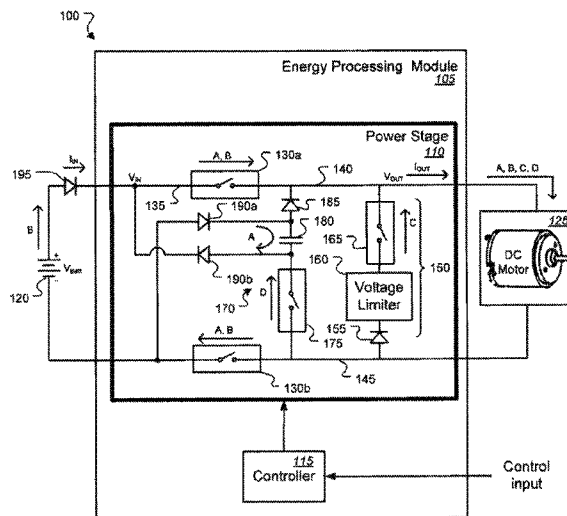 100
Energy Processing Module
105
Power Stage
110
195
I_IN
A, B
130a
140
V_IN
V_OUT
I_OUT
A, B, C, D
135
190a
185
180
A
165
C
125
B
160
150
DC
Motor
V_BATT
120
190b
D
Voltage
Limiter
170
155
175
A, B
145
130b
115
Controller
Control
input